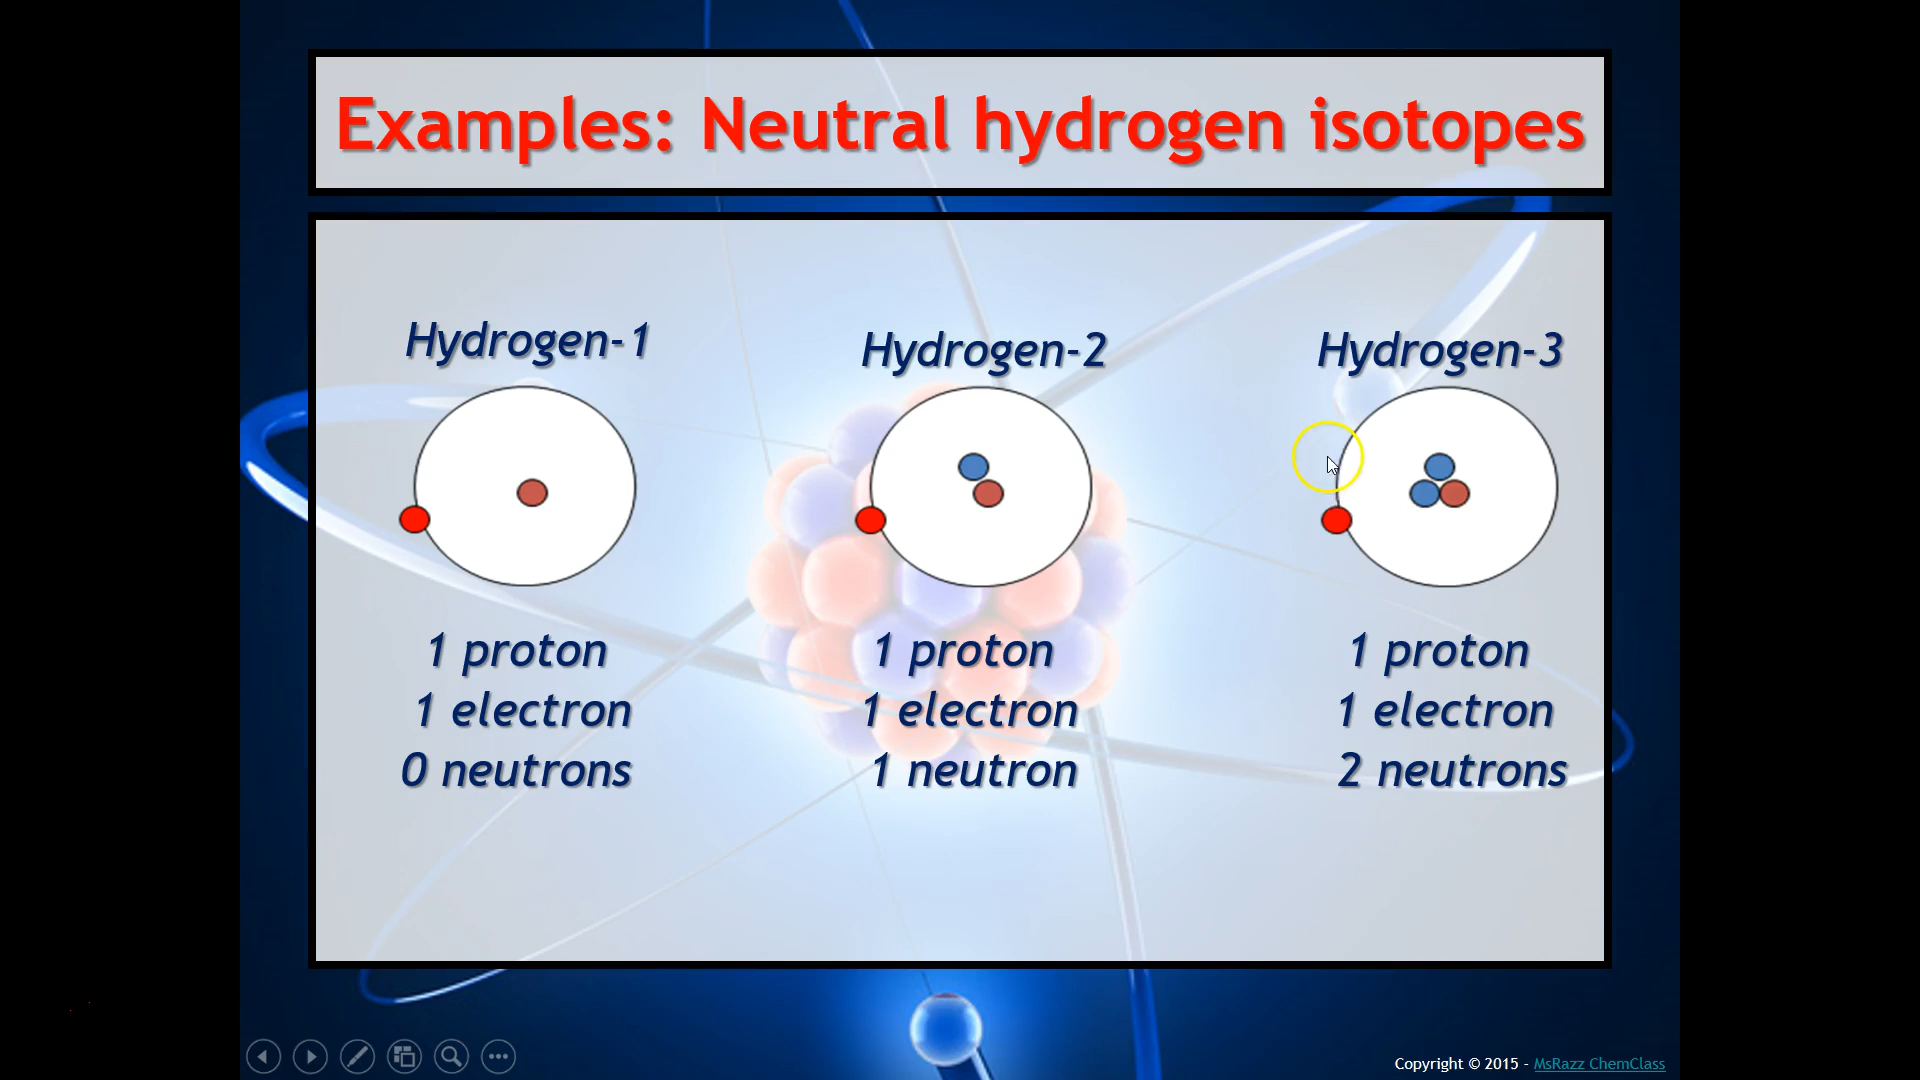 Examples: Neutral hydrogen isotopes
Hydrogen-1
1 proton
1 electron
0 neutrons
Hydrogen-2
1 proton
1 electron
1 neutron
Hydrogen-3
1 proton
1 electron
2 neutrons
Copyright © 2015 - MsRazz ChemClass